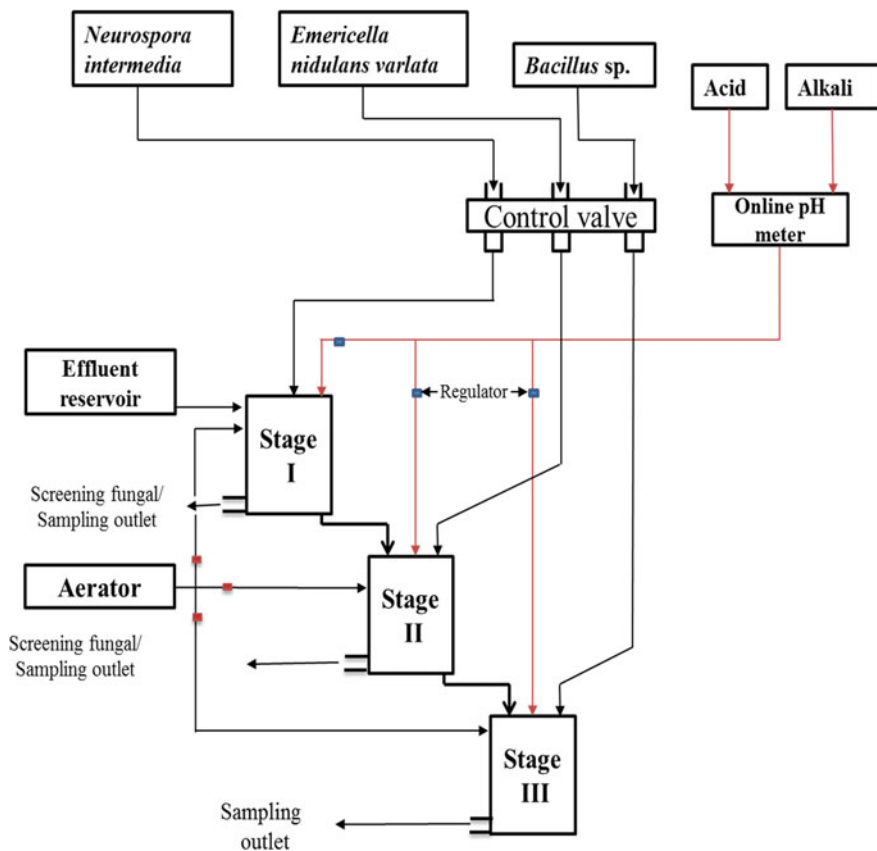 Neurospora
intermedia
Emericella
nidulans varlata
Bacillus sp.
Acid
Alkali
Control valve
Online pH
meter
Effluent
reservoir
Regulator
Stage
I
Screening fungal/
Sampling outlet
Aerator
Stage
II
Screening fungal/
Sampling outlet
Stage
III
Sampling
outlet